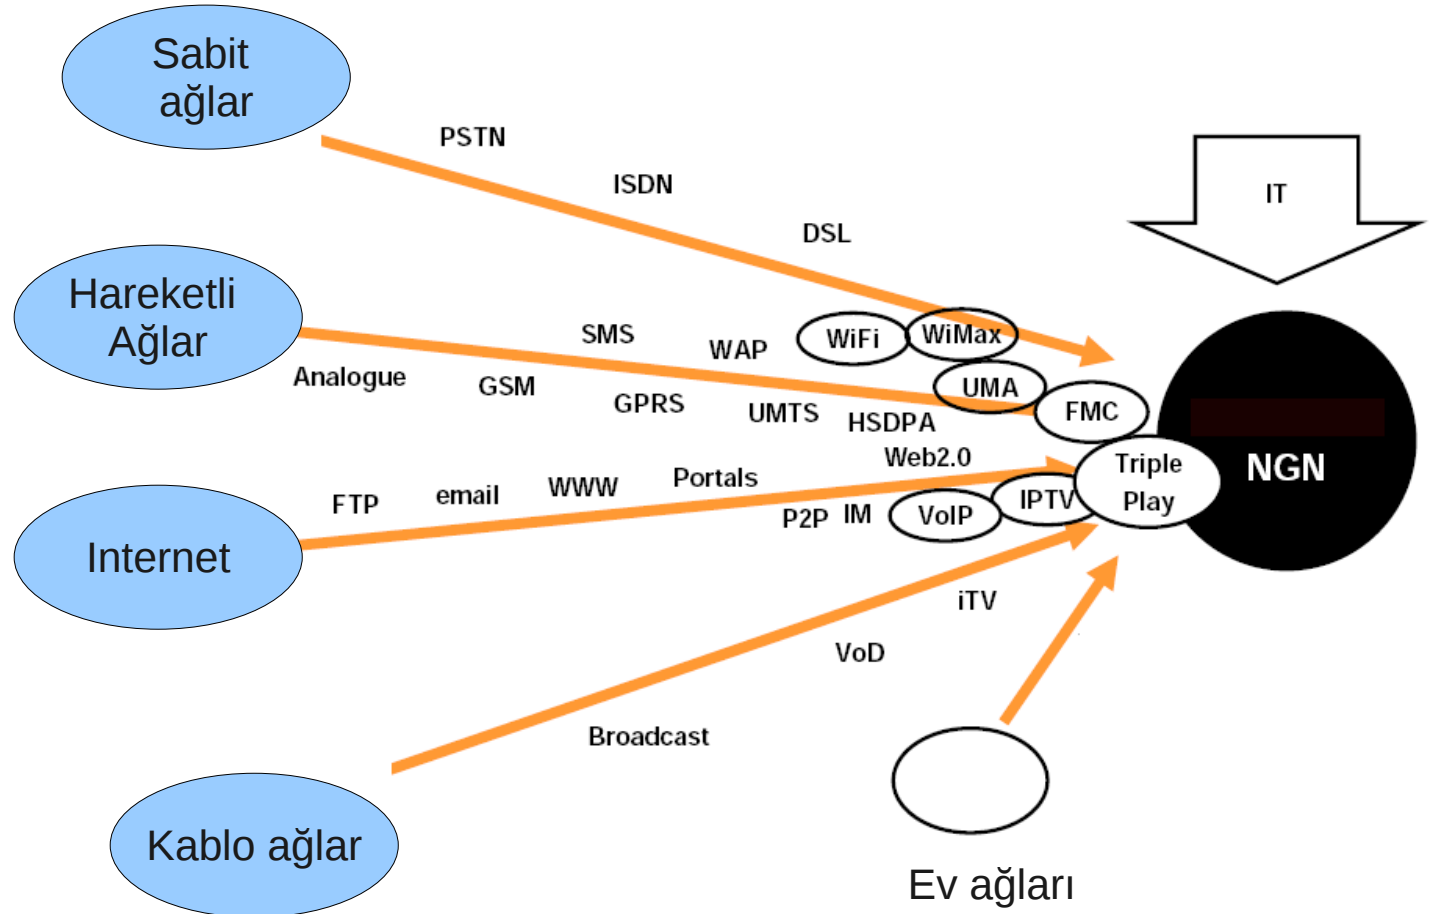 Sabit
ağlar
PSTN
ISDN
DSL
IT
Hareketli
Ağlar
SMS
WAP
WiFi
WiMax
Analogue
GSM
GPRS
UMTS
HSDPA
UMA
FMC
Internet
FTP
email
WWW
Portals
Web2.0
P2P
IM
VoIP
IPTV
Triple
Play
NGN
iTV
VoD
Broadcast
Kablo ağlar
Ev ağları